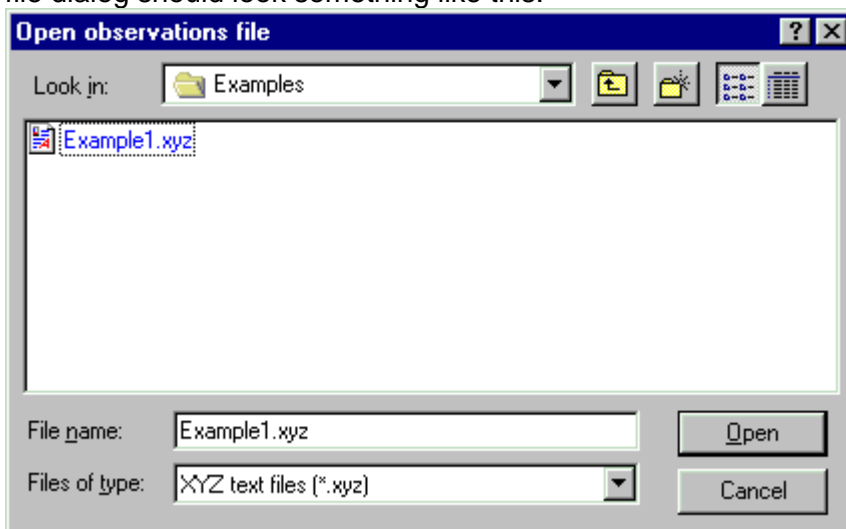 file dialog should look something like this:
Open observations file
Look in: Examples
Example1.xyz
File name: Example1.xyz Open
Files of type: XYZ text files (*.xyz) Cancel